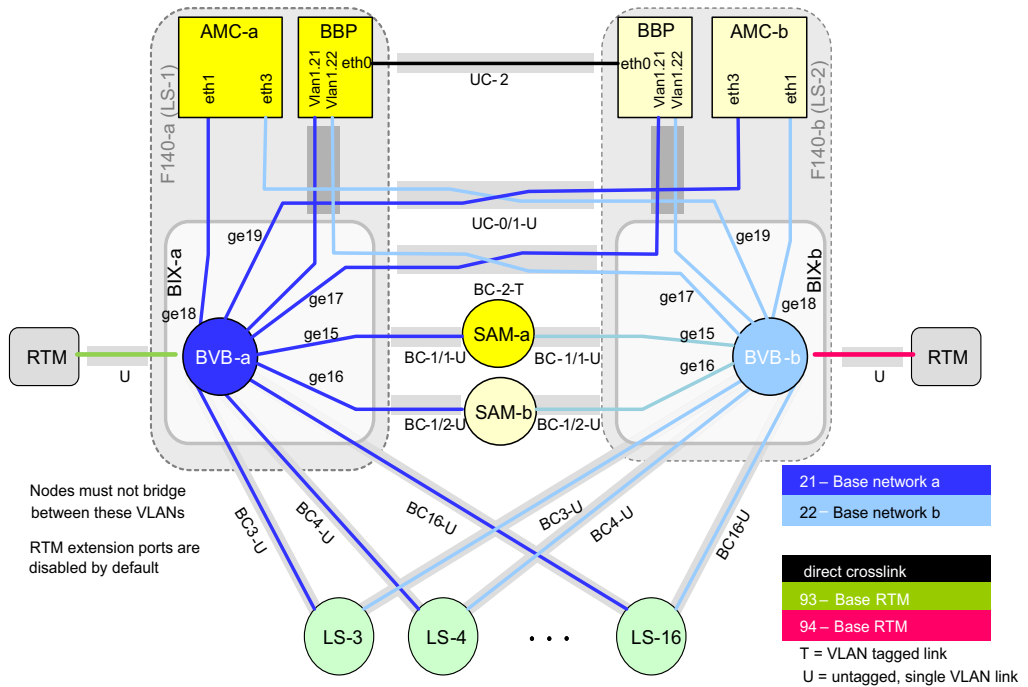 AMC-a
BBP
BBP
AMC-b
eth1
eth3
Vlan1.21
Vlan1.22
eth0
UC- 2
eth0
Vlan1.21
Vlan1.22
eth3
eth1
F140-a (LS-1)
F140-b (LS-2)
UC-0/1-U
BIX-a
ge19
ge19
BIX-b
ge18
ge17
BC-2-T
ge17
ge18
RTM
U
BVB-a
ge15
BC-1/1-U
SAM-a
BC-1/1-U
ge15
BVB-b
U
RTM
ge16
BC-1/2-U
SAM-b
BC-1/2-U
ge16
Nodes must not bridge
between these VLANs
RTM extension ports are
disabled by default
BC3-U
BC4-U
BC16-U
BC3-U
BC4-U
BC16-U
21 – Base network a
22 – Base network b
direct crosslink
93 – Base RTM
94 – Base RTM
T = VLAN tagged link
U = untagged, single VLAN link
LS-3
LS-4
. . .
LS-16